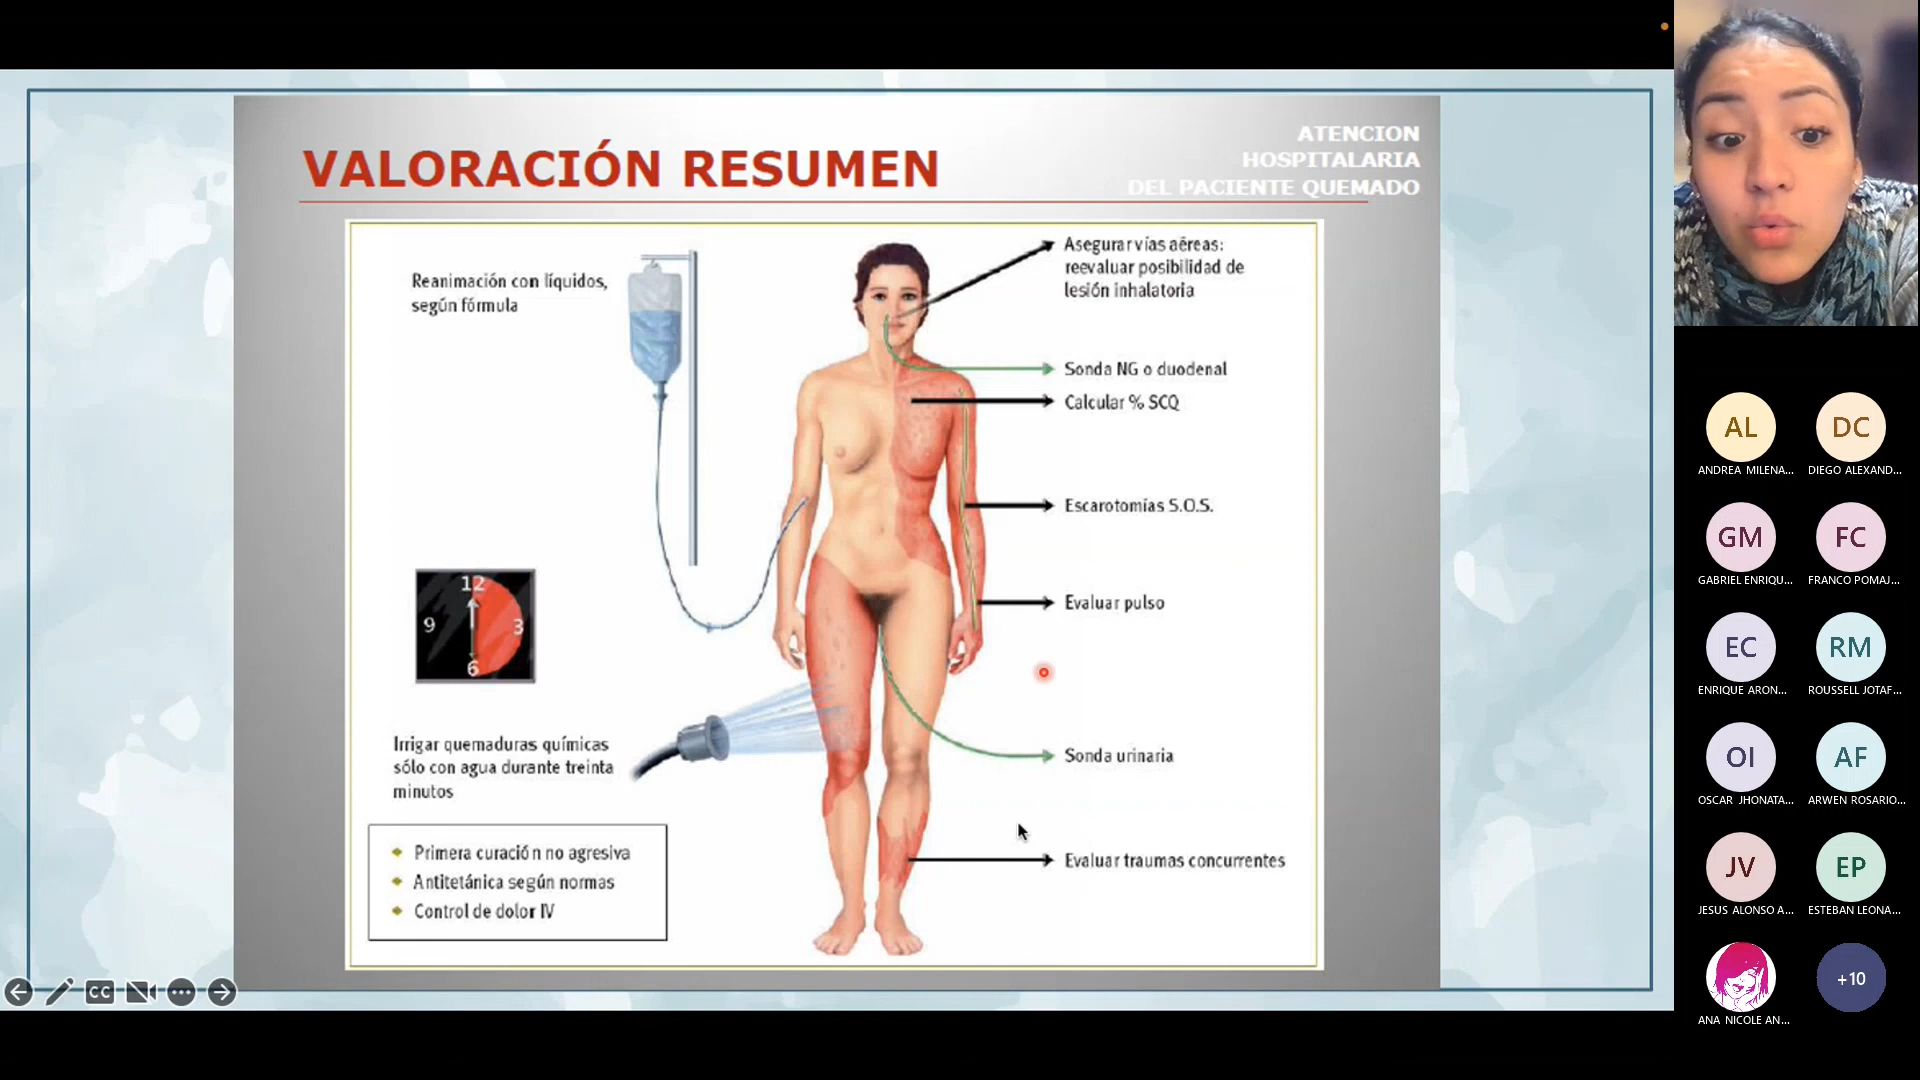 VALORACIÓN RESUMEN
ATENCION
HOSPITALARIA
DEL PACIENTE QUEMADO
Reanimación con líquidos,
según fórmula
Asegurar vías aéreas:
reevaluar posibilidad de
lesión inhalatoria
Sonda NG o duodenal
Calcular % SCQ
Escarotomías S.O.S.
Evaluar pulso
12
9
3
6
Irrigar quemaduras químicas
sólo con agua durante treinta
minutos
Sonda urinaria
Evaluar traumas concurrentes
Primera curación no agresiva
Antitetánica según normas
Control de dolor IV
CC
AL
DC
ANDREA MILENA...
DIEGO ALEXAND...
GM
FC
GABRIEL ENRIQU...
FRANCO POMAJ...
EC
RM
ENRIQUE ARON...
ROUSSELL JOTAF...
OI
AF
OSCAR JHONATA...
ARWEN ROSARIO...
JV
EP
JESUS ALONSO A...
ESTEBAN LEONA...
+10
ANA NICOLE AN...